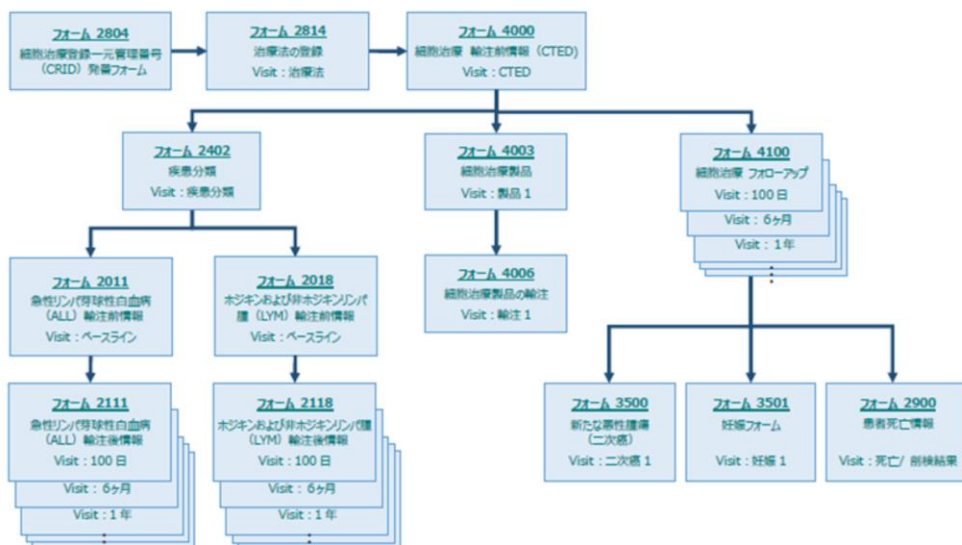 フォーム 2804
細胞治療登録一元管理番号
(CRID) 発番フォーム
フォーム 2814
治療法の登録
Visit:治療法
フォーム 4000
細胞治療 輸注前情報(CTED)
Visit:CTED
フォーム 2402
疾患分類
Visit:疾患分類
フォーム 4003
細胞治療製品
Visit:製品 1
フォーム 4100
細胞治療 フォローアップ
Visit:100 日
Visit:6ヶ月
Visit:1 年
フォーム 2011
急性リンパ芽球性白血病
(ALL) 輸注前情報
Visit:ベースライン
フォーム 2018
ホジキンおよび非ホジキンリンパ
腫(LYM)輸注前情報
Visit:ベースライン
フォーム 4006
細胞治療製品の輸注
Visit:輸注 1
フォーム 2111
急性リンパ芽球性白血病
(ALL) 輸注後情報
Visit:100 日
Visit:6ヶ月
Visit:1 年
フォーム 2118
ホジキンおよび非ホジキンリンパ腫
(LYM)輸注後情報
Visit:100 日
Visit:6ヶ月
Visit:1 年
フォーム 3500
新たな悪性腫瘍
(二次癌)
Visit:二次癌 1
フォーム 3501
妊娠フォーム
Visit:妊娠 1
フォーム 2900
患者死亡情報
Visit:死亡/ 剖検結果